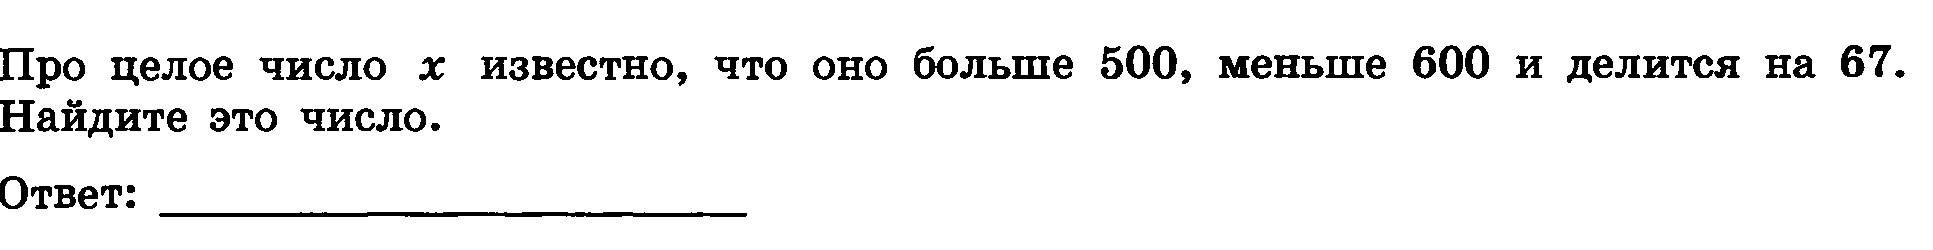 Про целое число x известно, что оно больше 500, меньше 600 и делится на 67.
Найдите это число.
Ответ: